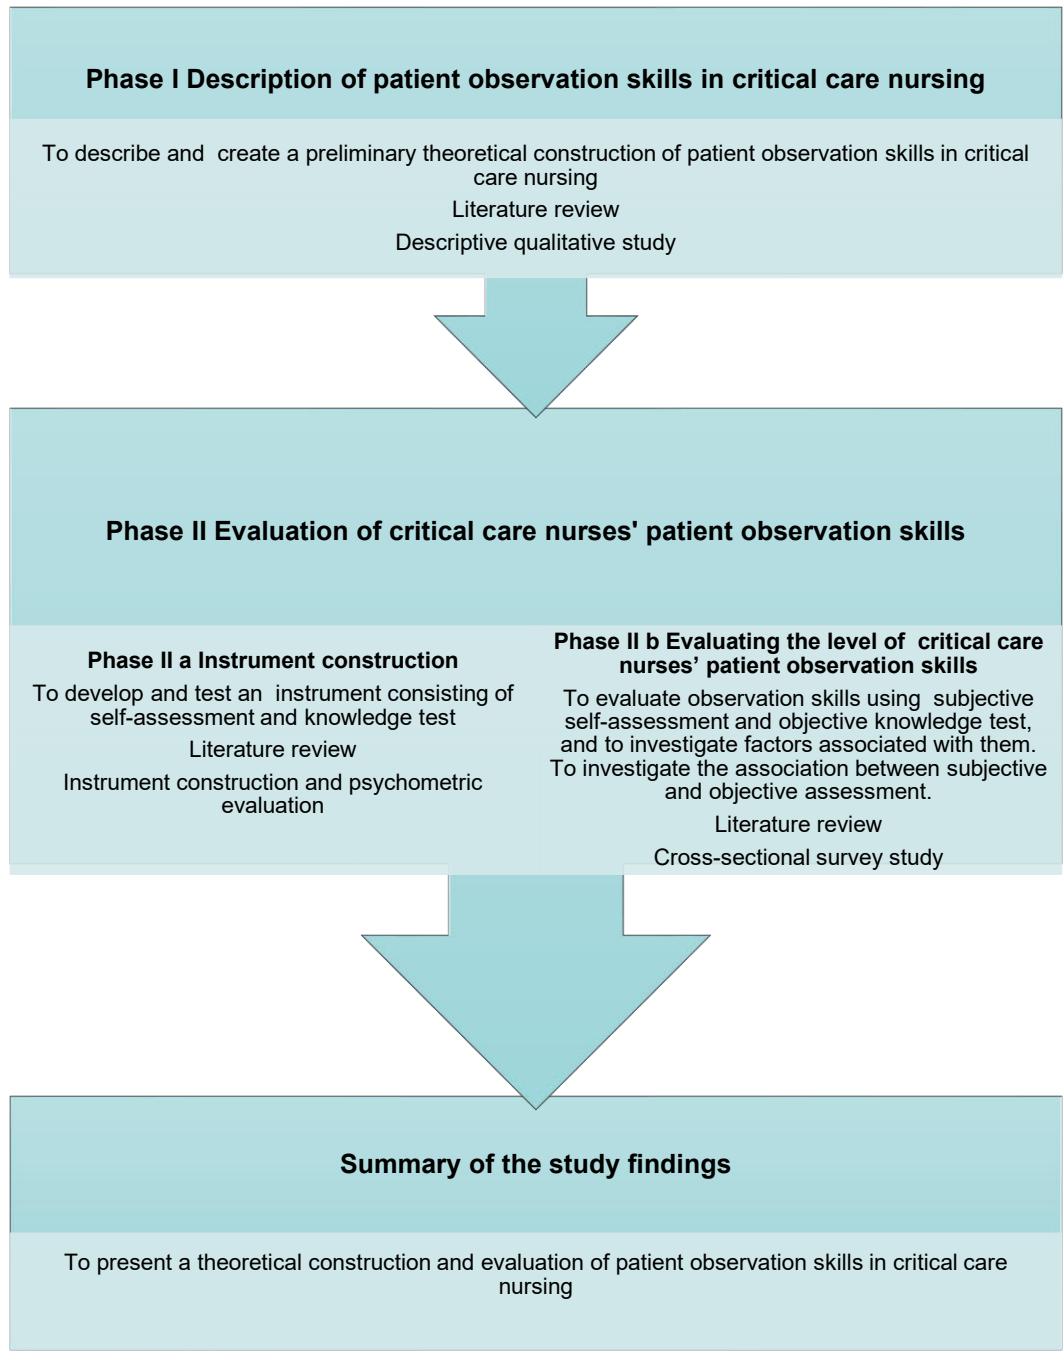 Phase I Description of patient observation skills in critical care nursing
To describe and  create a preliminary theoretical construction of patient observation skills in critical
care nursing
Literature review
Descriptive qualitative study
Phase II Evaluation of critical care nurses' patient observation skills
Phase II a Instrument construction
To develop and test an  instrument consisting of
self-assessment and knowledge test
Literature review
Instrument construction and psychometric
evaluation
Phase II b Evaluating the level of  critical care
nurses’ patient observation skills
To evaluate observation skills using  subjective
self-assessment and objective knowledge test,
and to investigate factors associated with them.
To investigate the association between subjective
and objective assessment.
Literature review
Cross-sectional survey study
Summary of the study findings
To present a theoretical construction and evaluation of patient observation skills in critical care
nursing